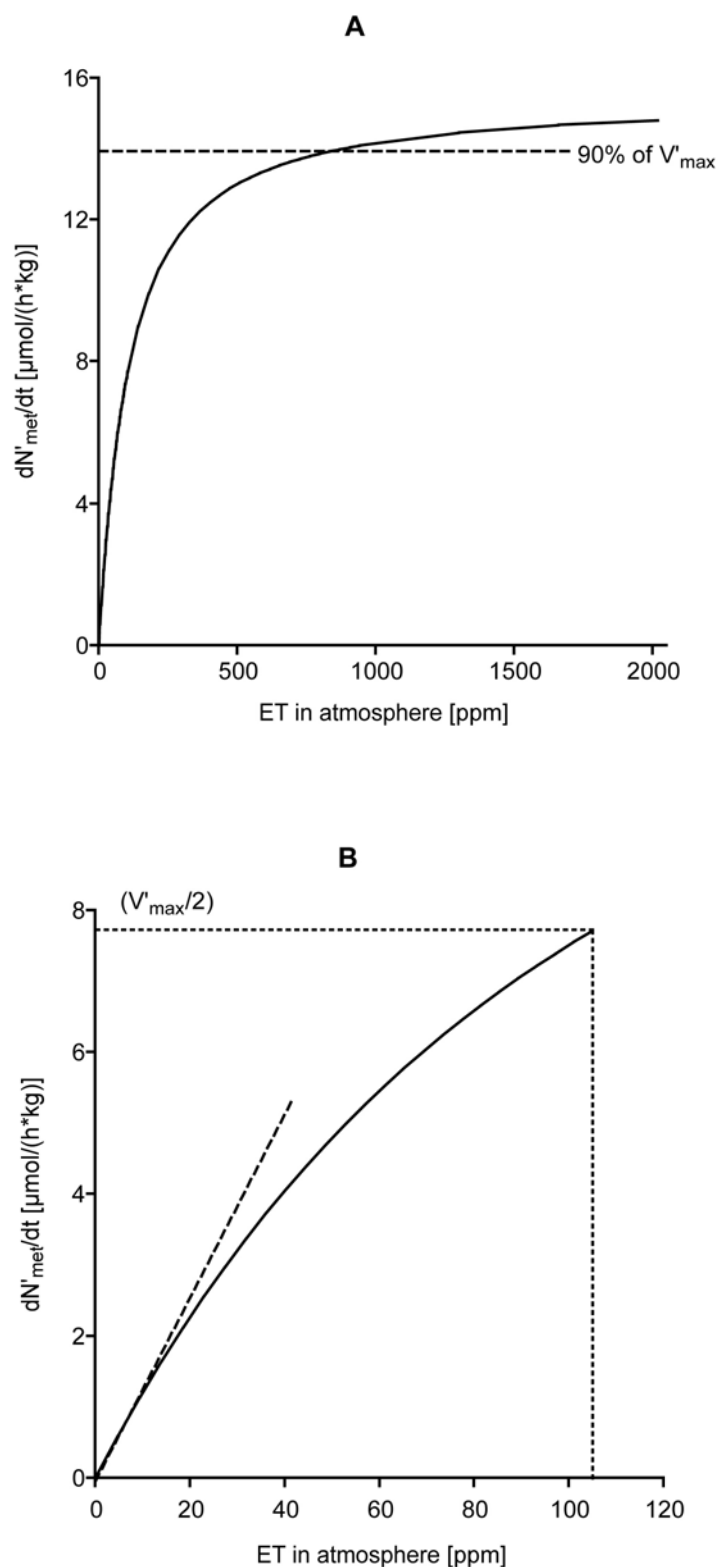 A
16
12
8
4
0
90% of V'max
dN'met/dt [µmol/(h*kg)]
0 500 1000 1500 2000
ET in atmosphere [ppm]
B
(V'max/2)
8
6
4
2
0
dN'met/dt [µmol/(h*kg)]
0 20 40 60 80 100 120
ET in atmosphere [ppm]